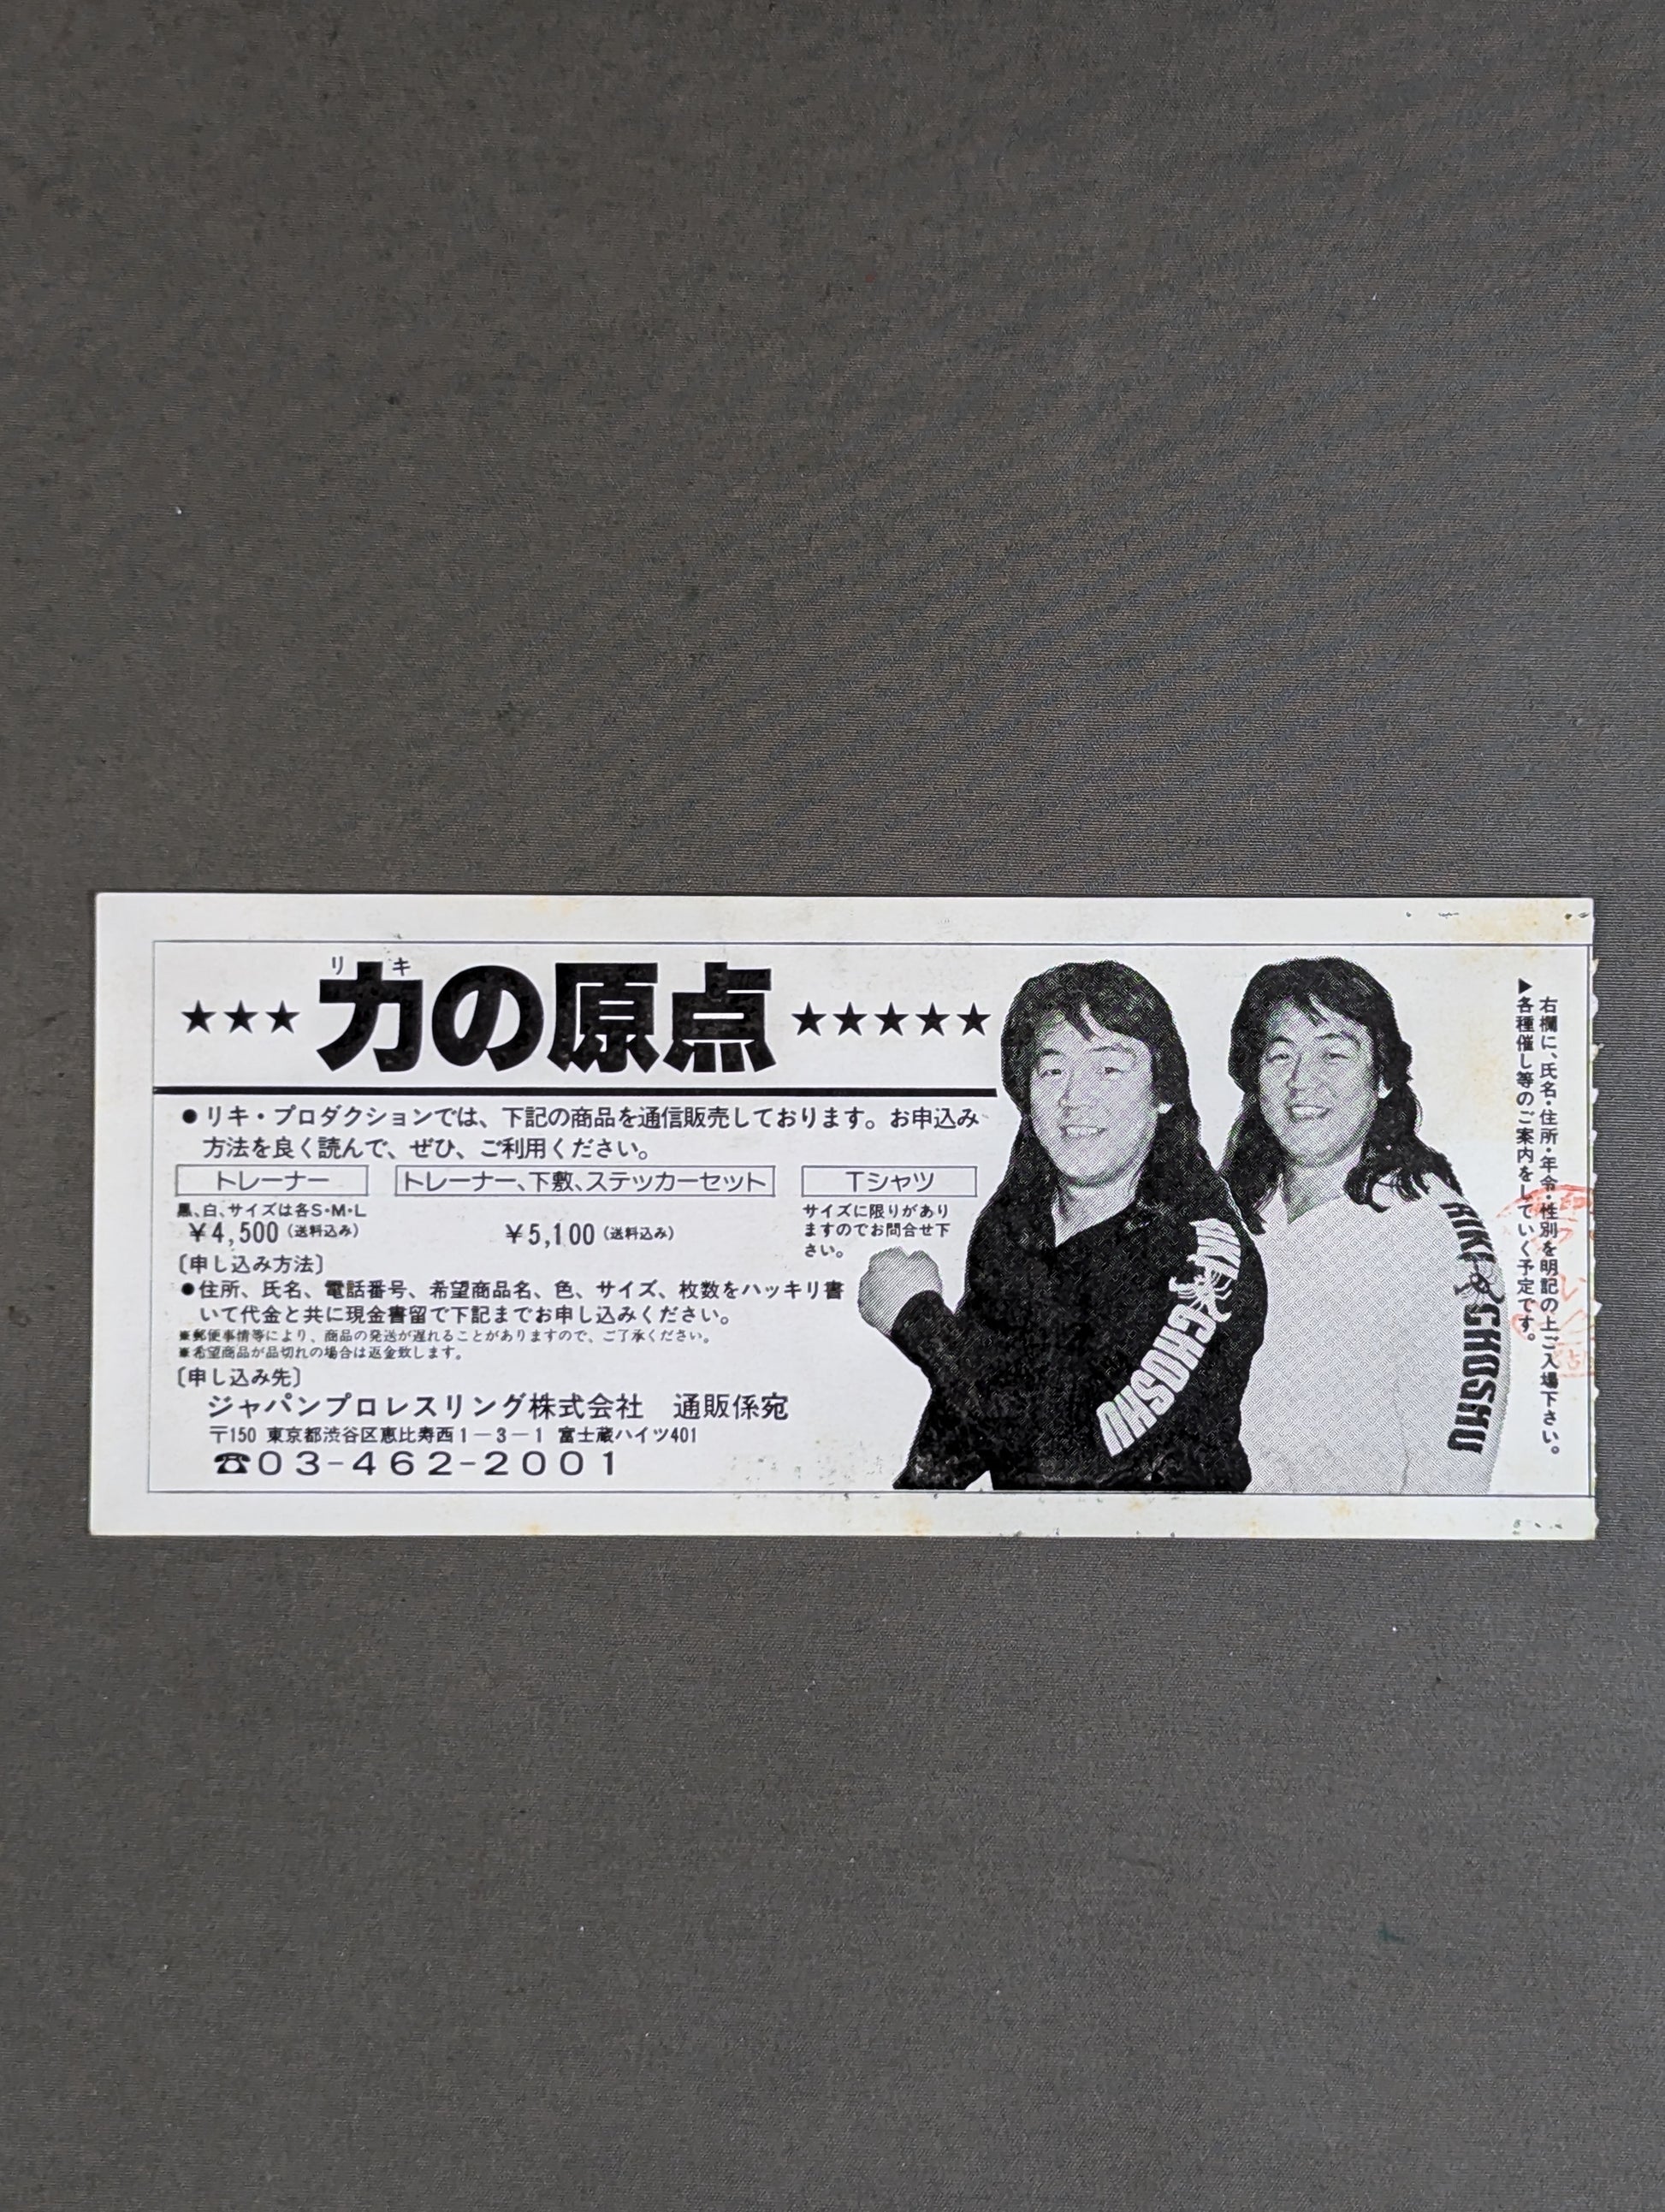 リキ
★★★力の原点★★★★★
●リキ・プロダクションでは、下記の商品を通信販売しております。お申込み
方法を良く読んで、ぜひ、ご利用ください。
トレーナー
黒、白、サイズは各S・M・L
￥4,500（送料込み）
トレーナー、下敷、ステッカーセット
￥5,100（送料込み）
Tシャツ
サイズに限りがあり
ますのでお問合せ下
さい。
〔申し込み方法〕
●住所、氏名、電話番号、希望商品名、色、サイズ、枚数をハッキリ書
いて代金と共に現金書留で下記までお申し込みください。
※郵便事情等により、商品の発送が遅れることがありますので、ご了承ください。
※希望商品が品切れの場合は返金致します。
〔申し込み先〕
ジャパンプロレスリング株式会社　通販係宛
〒150 東京都渋谷区恵比寿西1－3－1 富士蔵ハイツ401
☎03-462-2001
RIKI CHOSHU
RIKI CHOSHU
右欄に、氏名・住所・年令・性別を明記の上ご入場下さい。
▶各種催し等のご案内をしていく予定です。